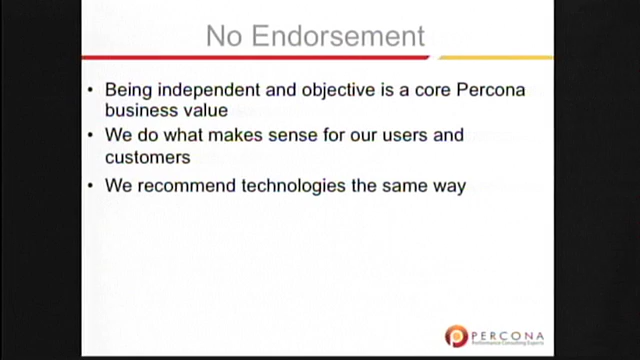 No Endorsement
• Being independent and objective is a core Percona
business value
• We do what makes sense for our users and
customers
• We recommend technologies the same way
PERCONA
Performance Consulting Experts